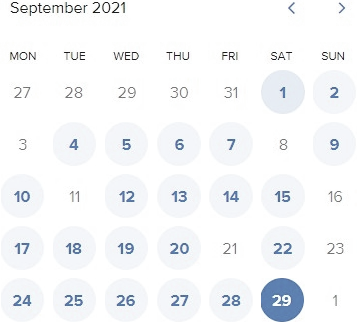 September 2021
MON TUE WED THU FRI SAT SUN
27 28 29 30 31 1 2
3 4 5 6 7 8 9
10 11 12 13 14 15 16
17 18 19 20 21 22 23
24 25 26 27 28 29 1